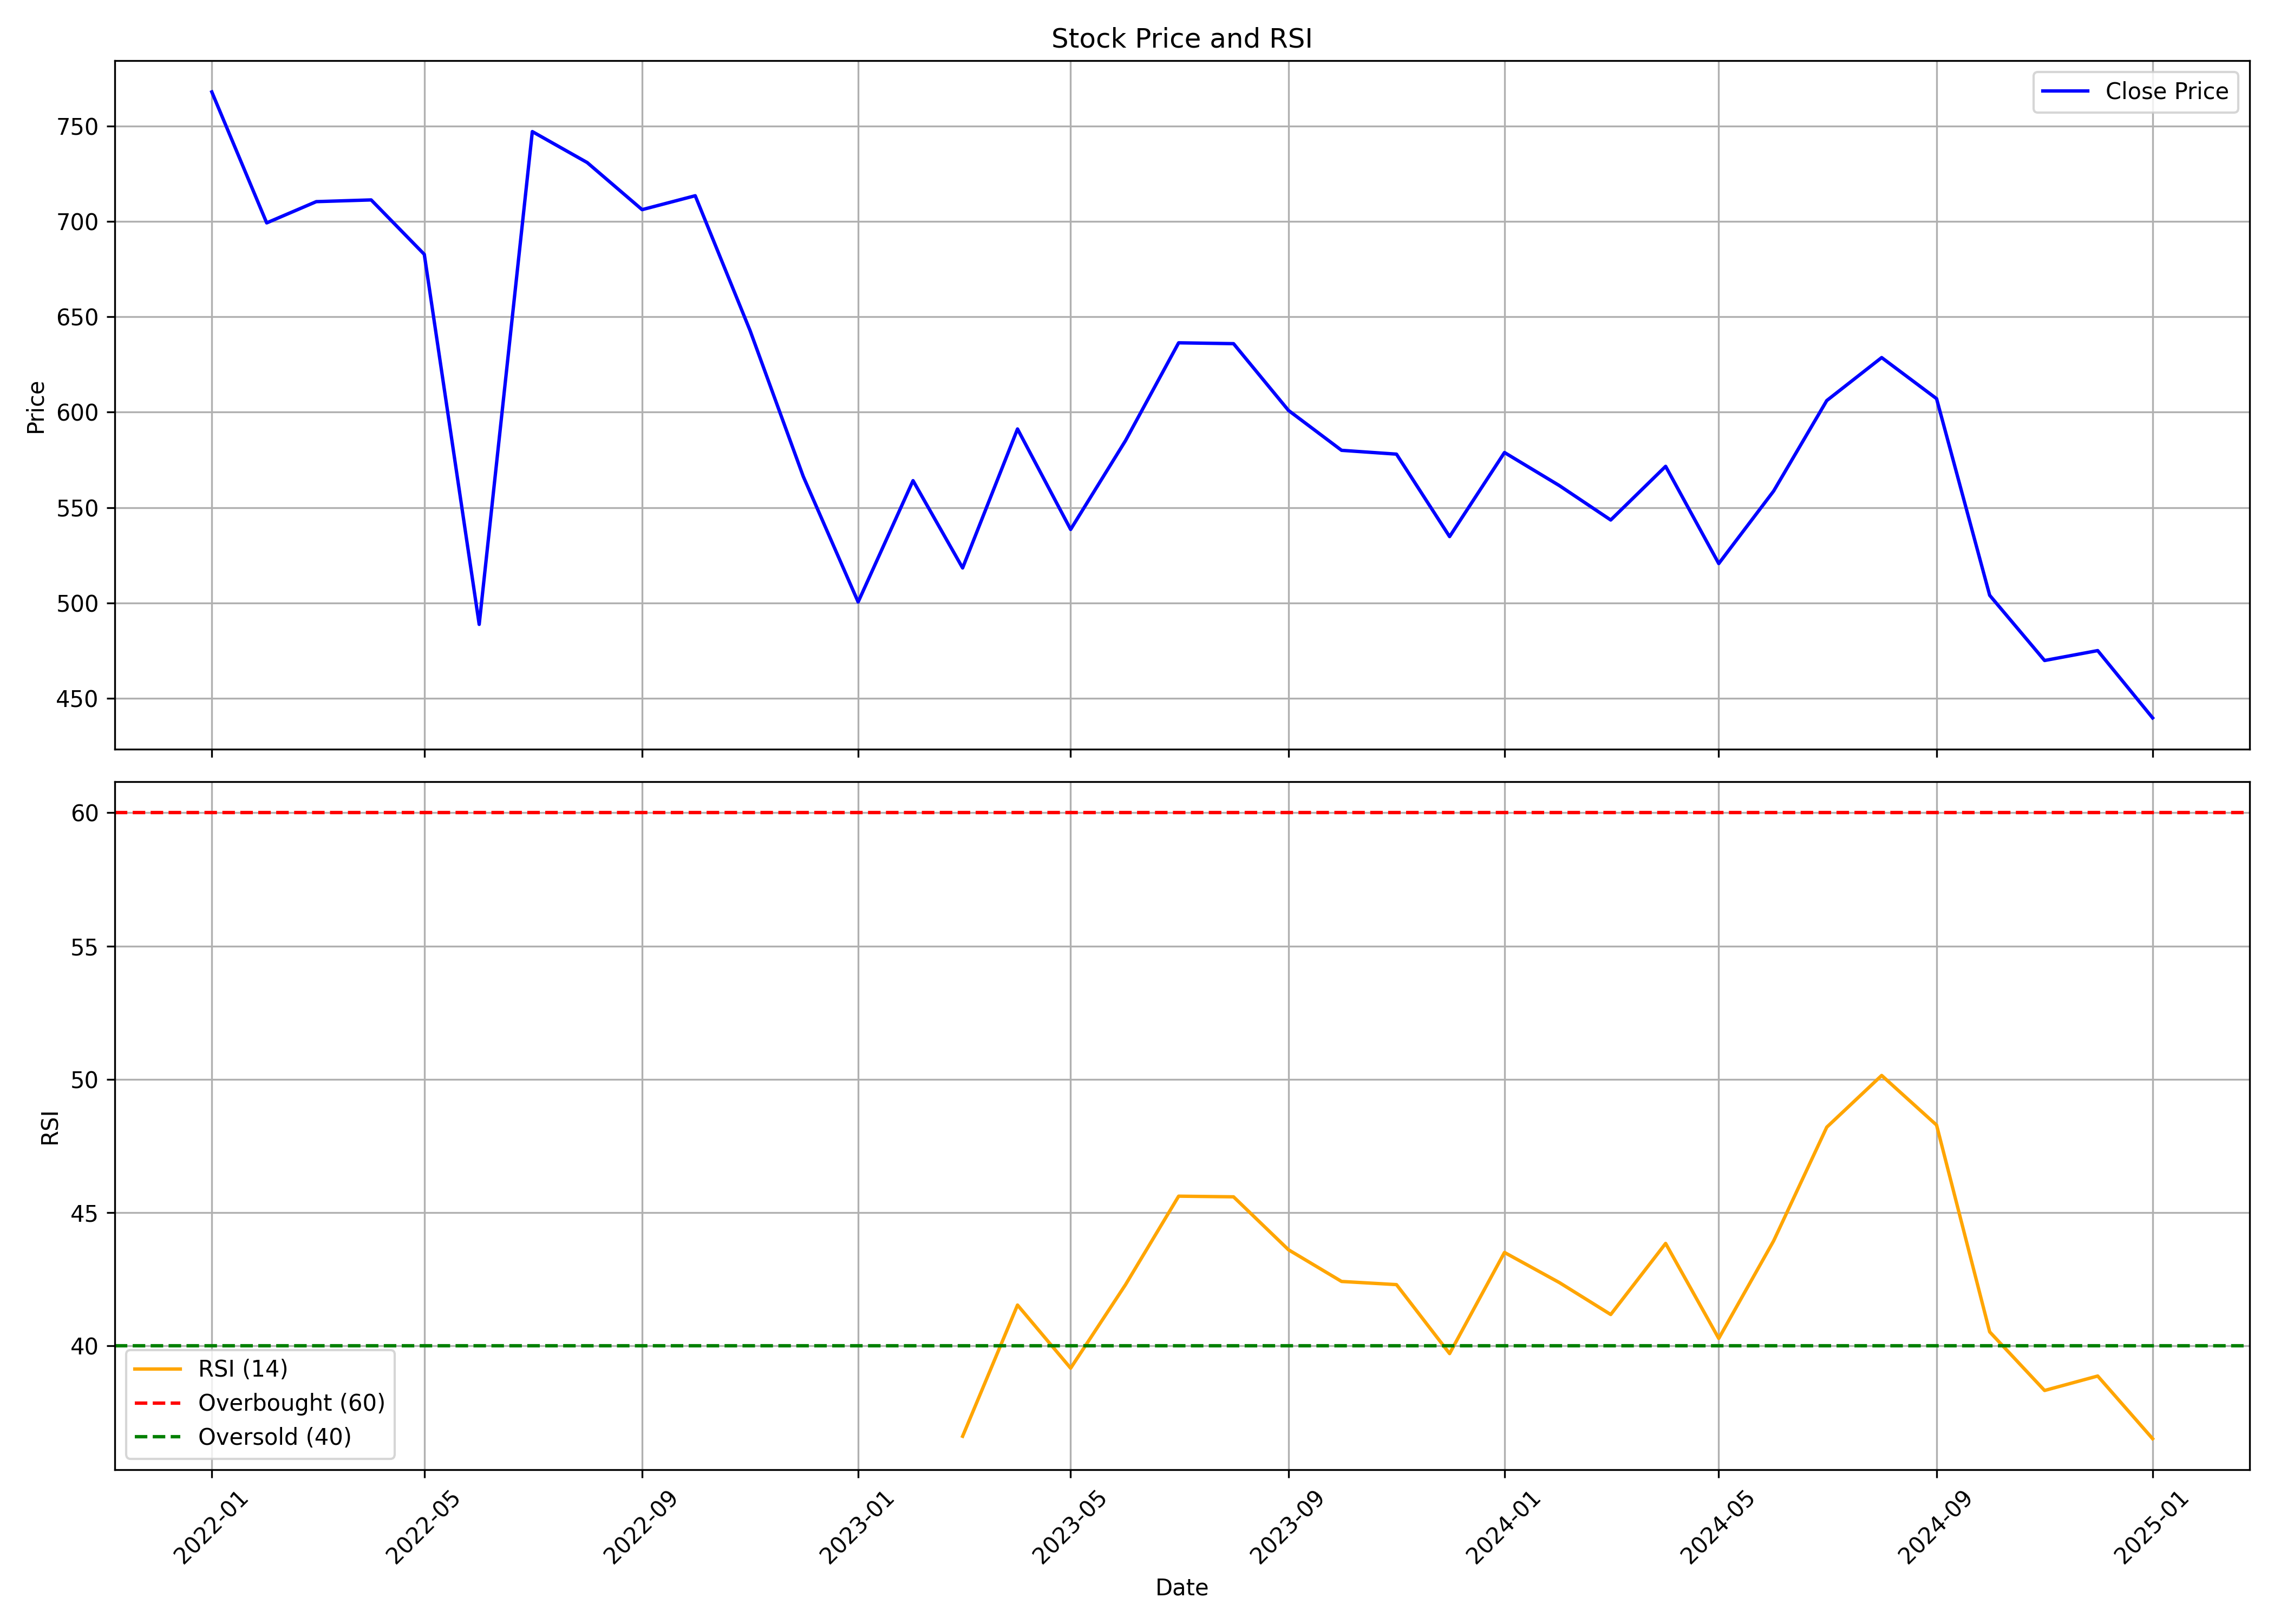 Stock Price and RSI
Close Price
Price
750
700
650
600
550
500
450
RSI
60
55
50
45
40
RSI (14)
Overbought (60)
Oversold (40)
2022-01
2022-05
2022-09
2023-01
2023-05
2023-09
2024-01
2024-05
2024-09
2025-01
Date